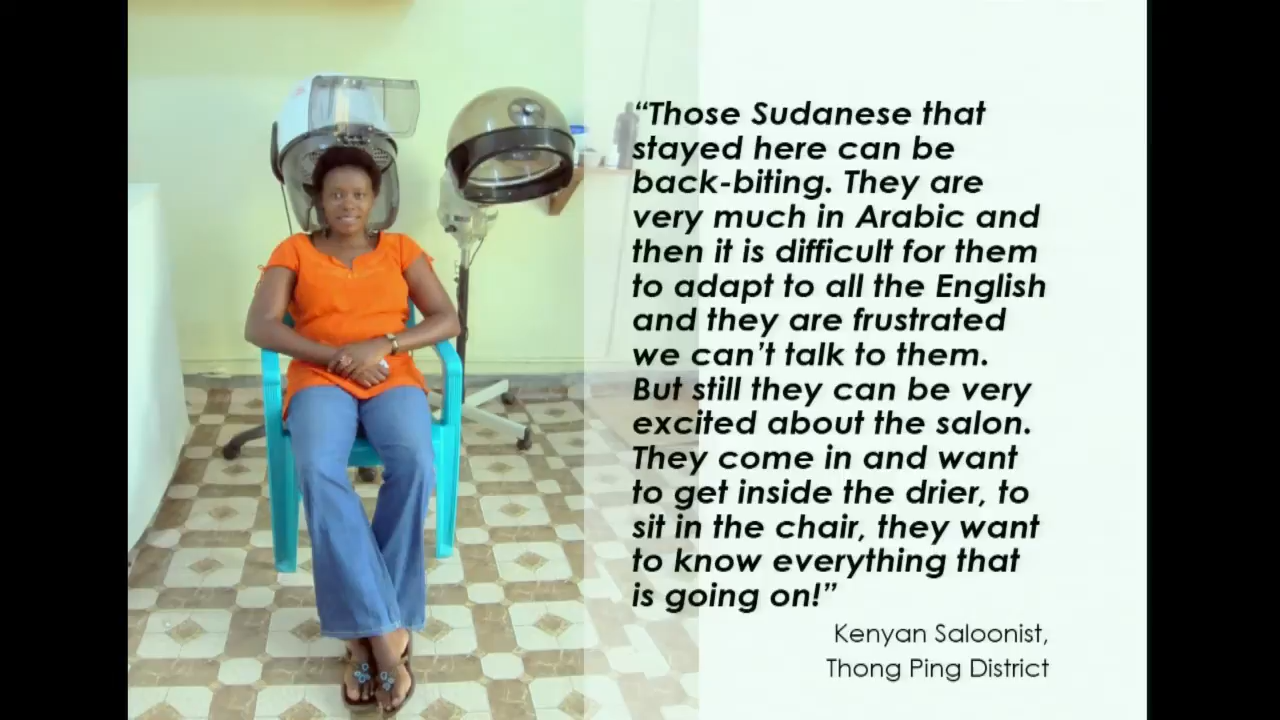 “Those Sudanese that
stayed here can be
back-biting. They are
very much in Arabic and
then it is difficult for them
to adapt to all the English
and they are frustrated
we can’t talk to them.
But still they can be very
excited about the salon.
They come in and want
to get inside the drier, to
sit in the chair, they want
to know everything that
is going on!”
Kenyan Saloonist,
Thong Ping District